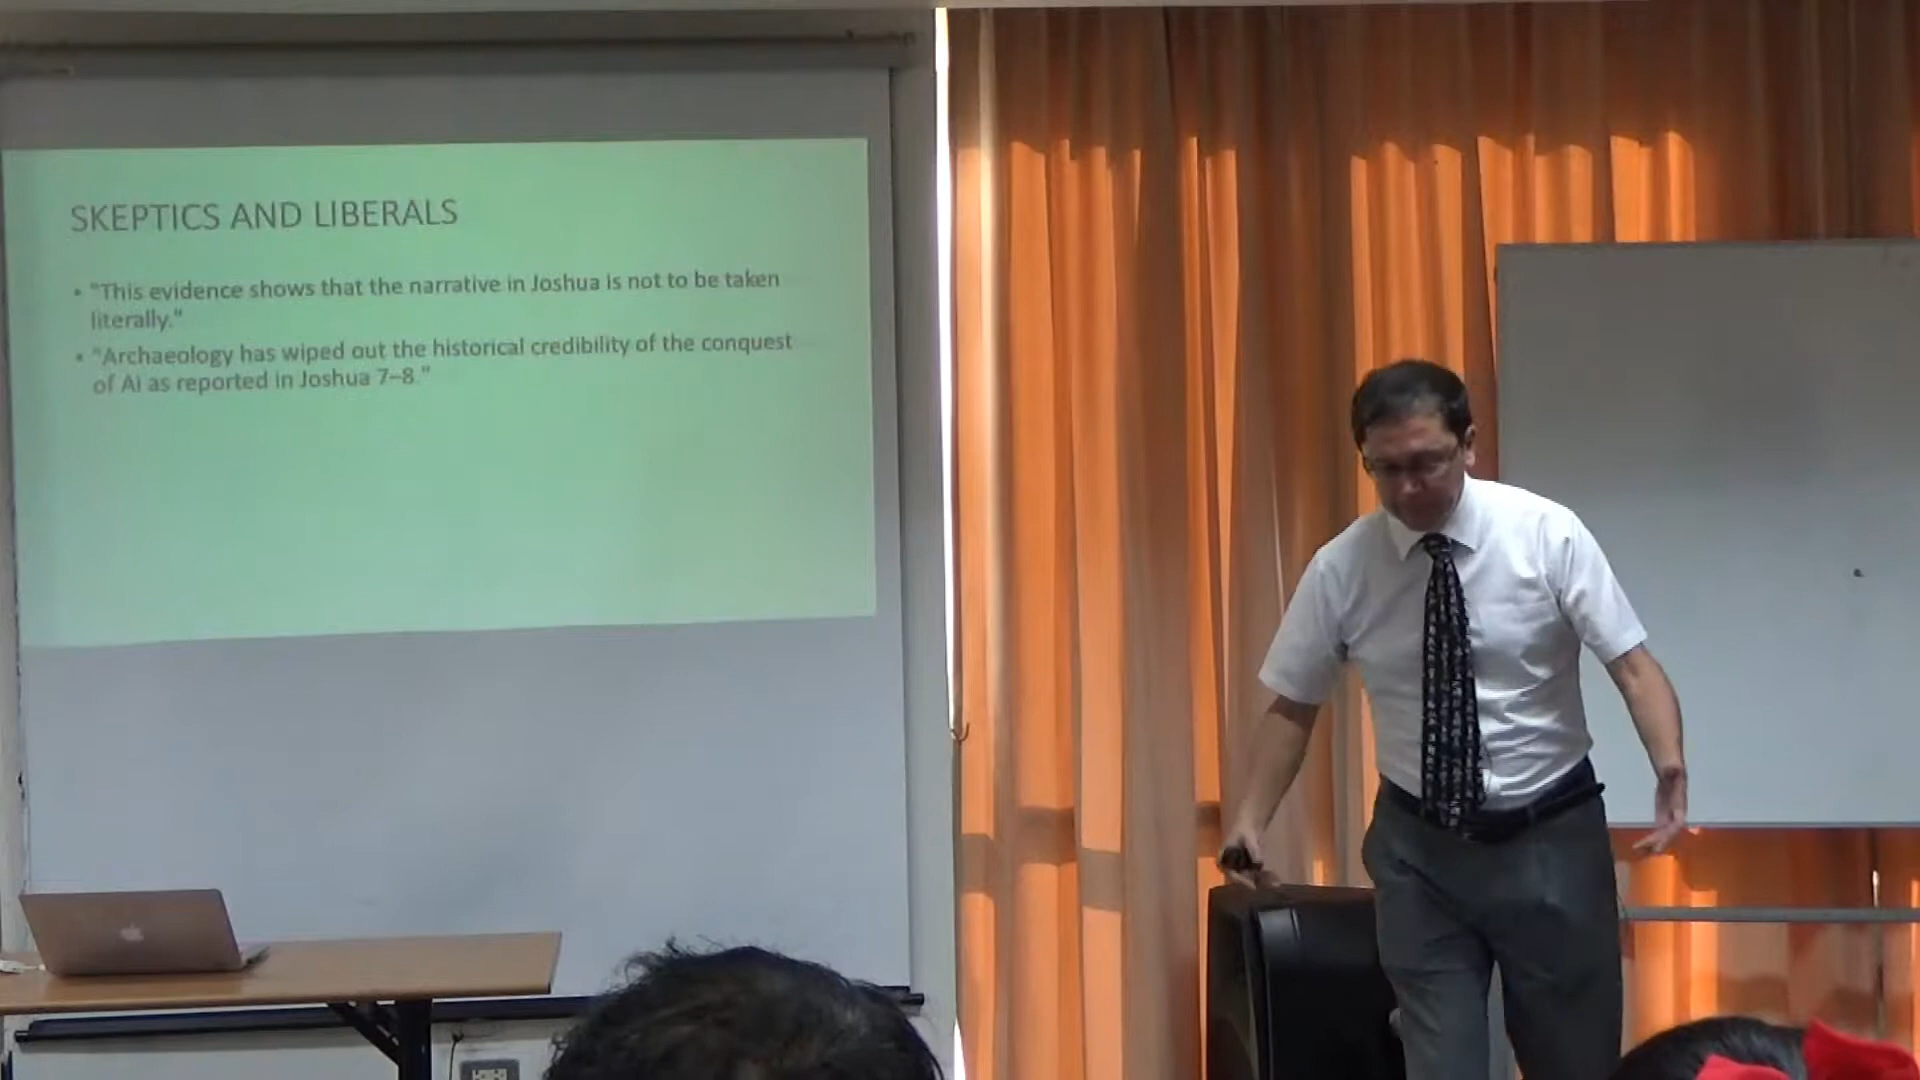 SKEPTICS AND LIBERALS
• "This evidence shows that the narrative in Joshua is not to be taken
literally."
• "Archaeology has wiped out the historical credibility of the conquest
of Ai as reported in Joshua 7–8."